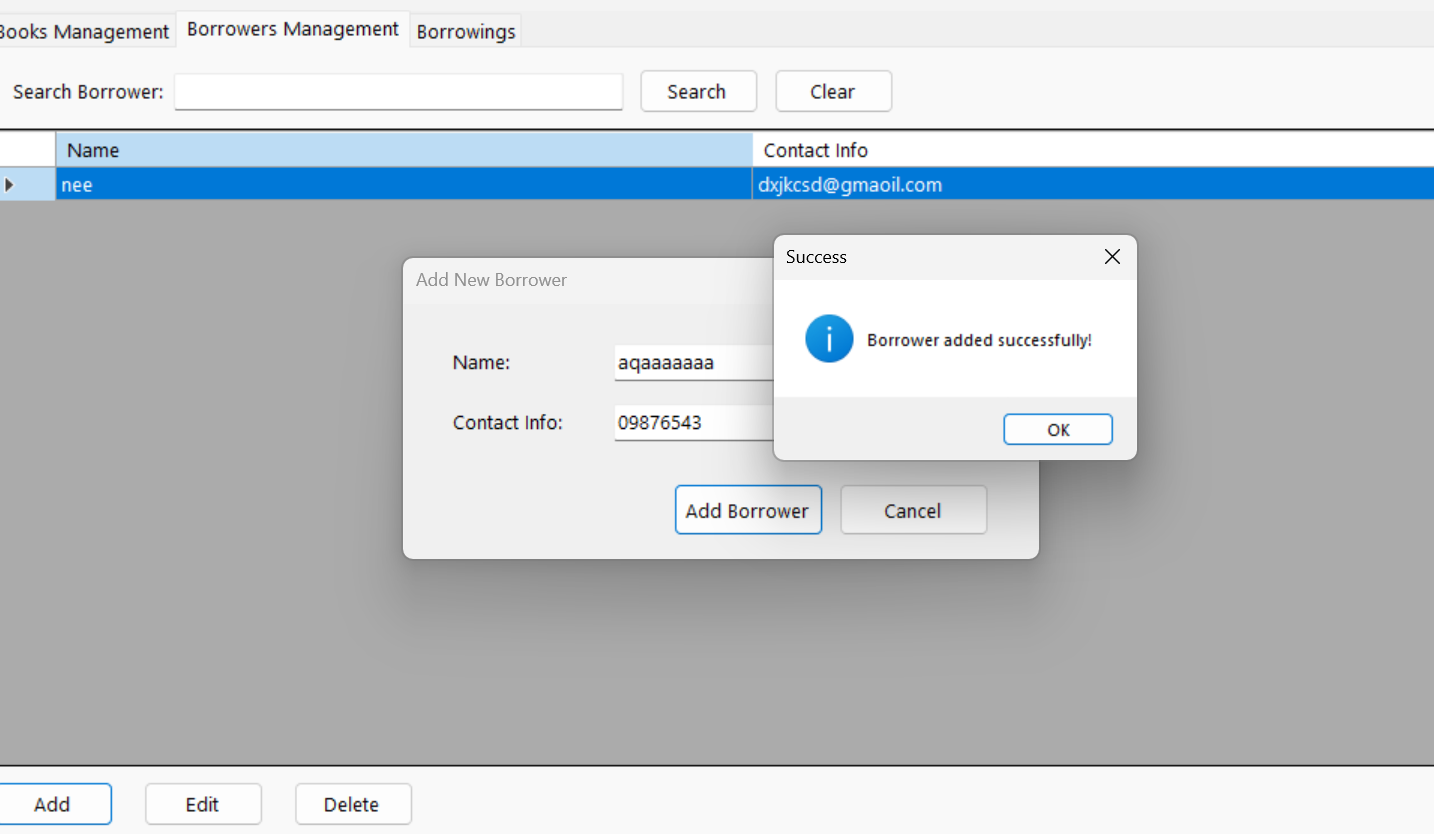 Books Management Borrowers Management Borrowings
Search Borrower: Search Clear
Name Contact Info
nee dxjkcsd@gmaoil.com
Success
Add New Borrower
Borrower added successfully!
Name: aqaaaaaaa
Contact Info: 09876543
OK
Add Borrower Cancel
Add Edit Delete